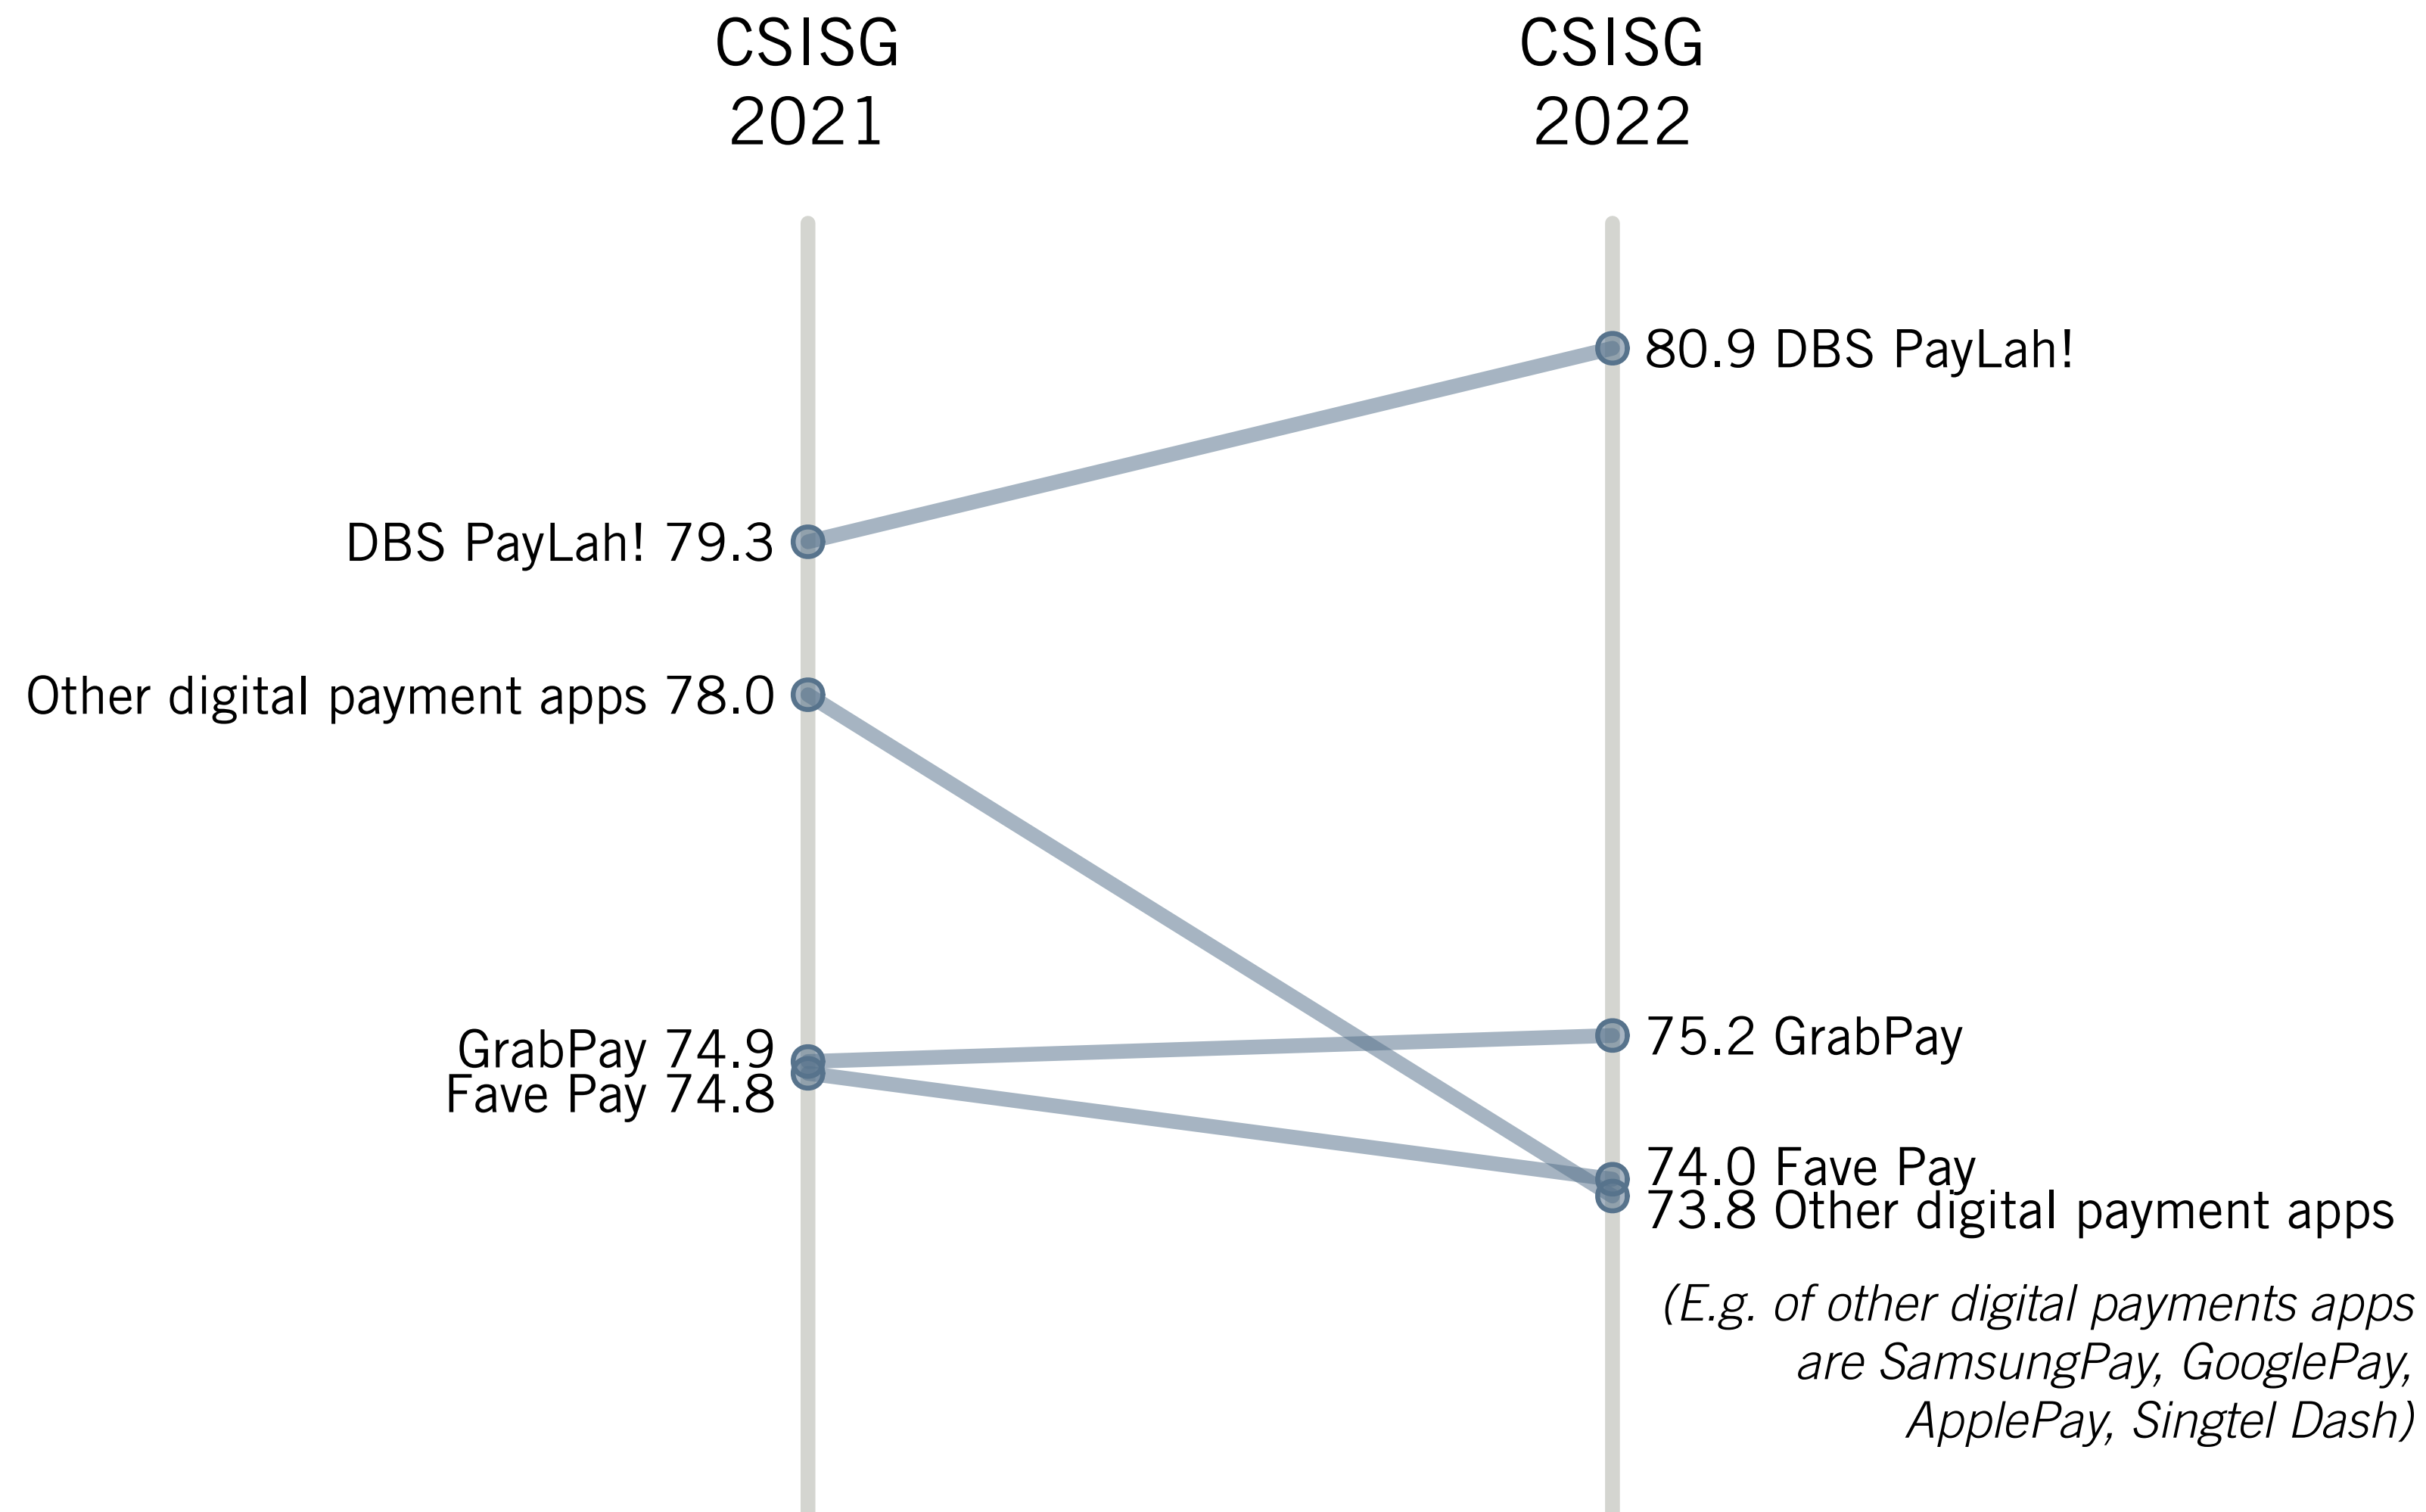 CSISG
2021
CSISG
2022
80.9 DBS PayLah!
DBS PayLah! 79.3
Other digital payment apps 78.0
GrabPay 74.9
Fave Pay 74.8
75.2 GrabPay
74.0 Fave Pay
73.8 Other digital payment apps
(E.g. of other digital payments apps
are SamsungPay, GooglePay,
ApplePay, Singtel Dash)